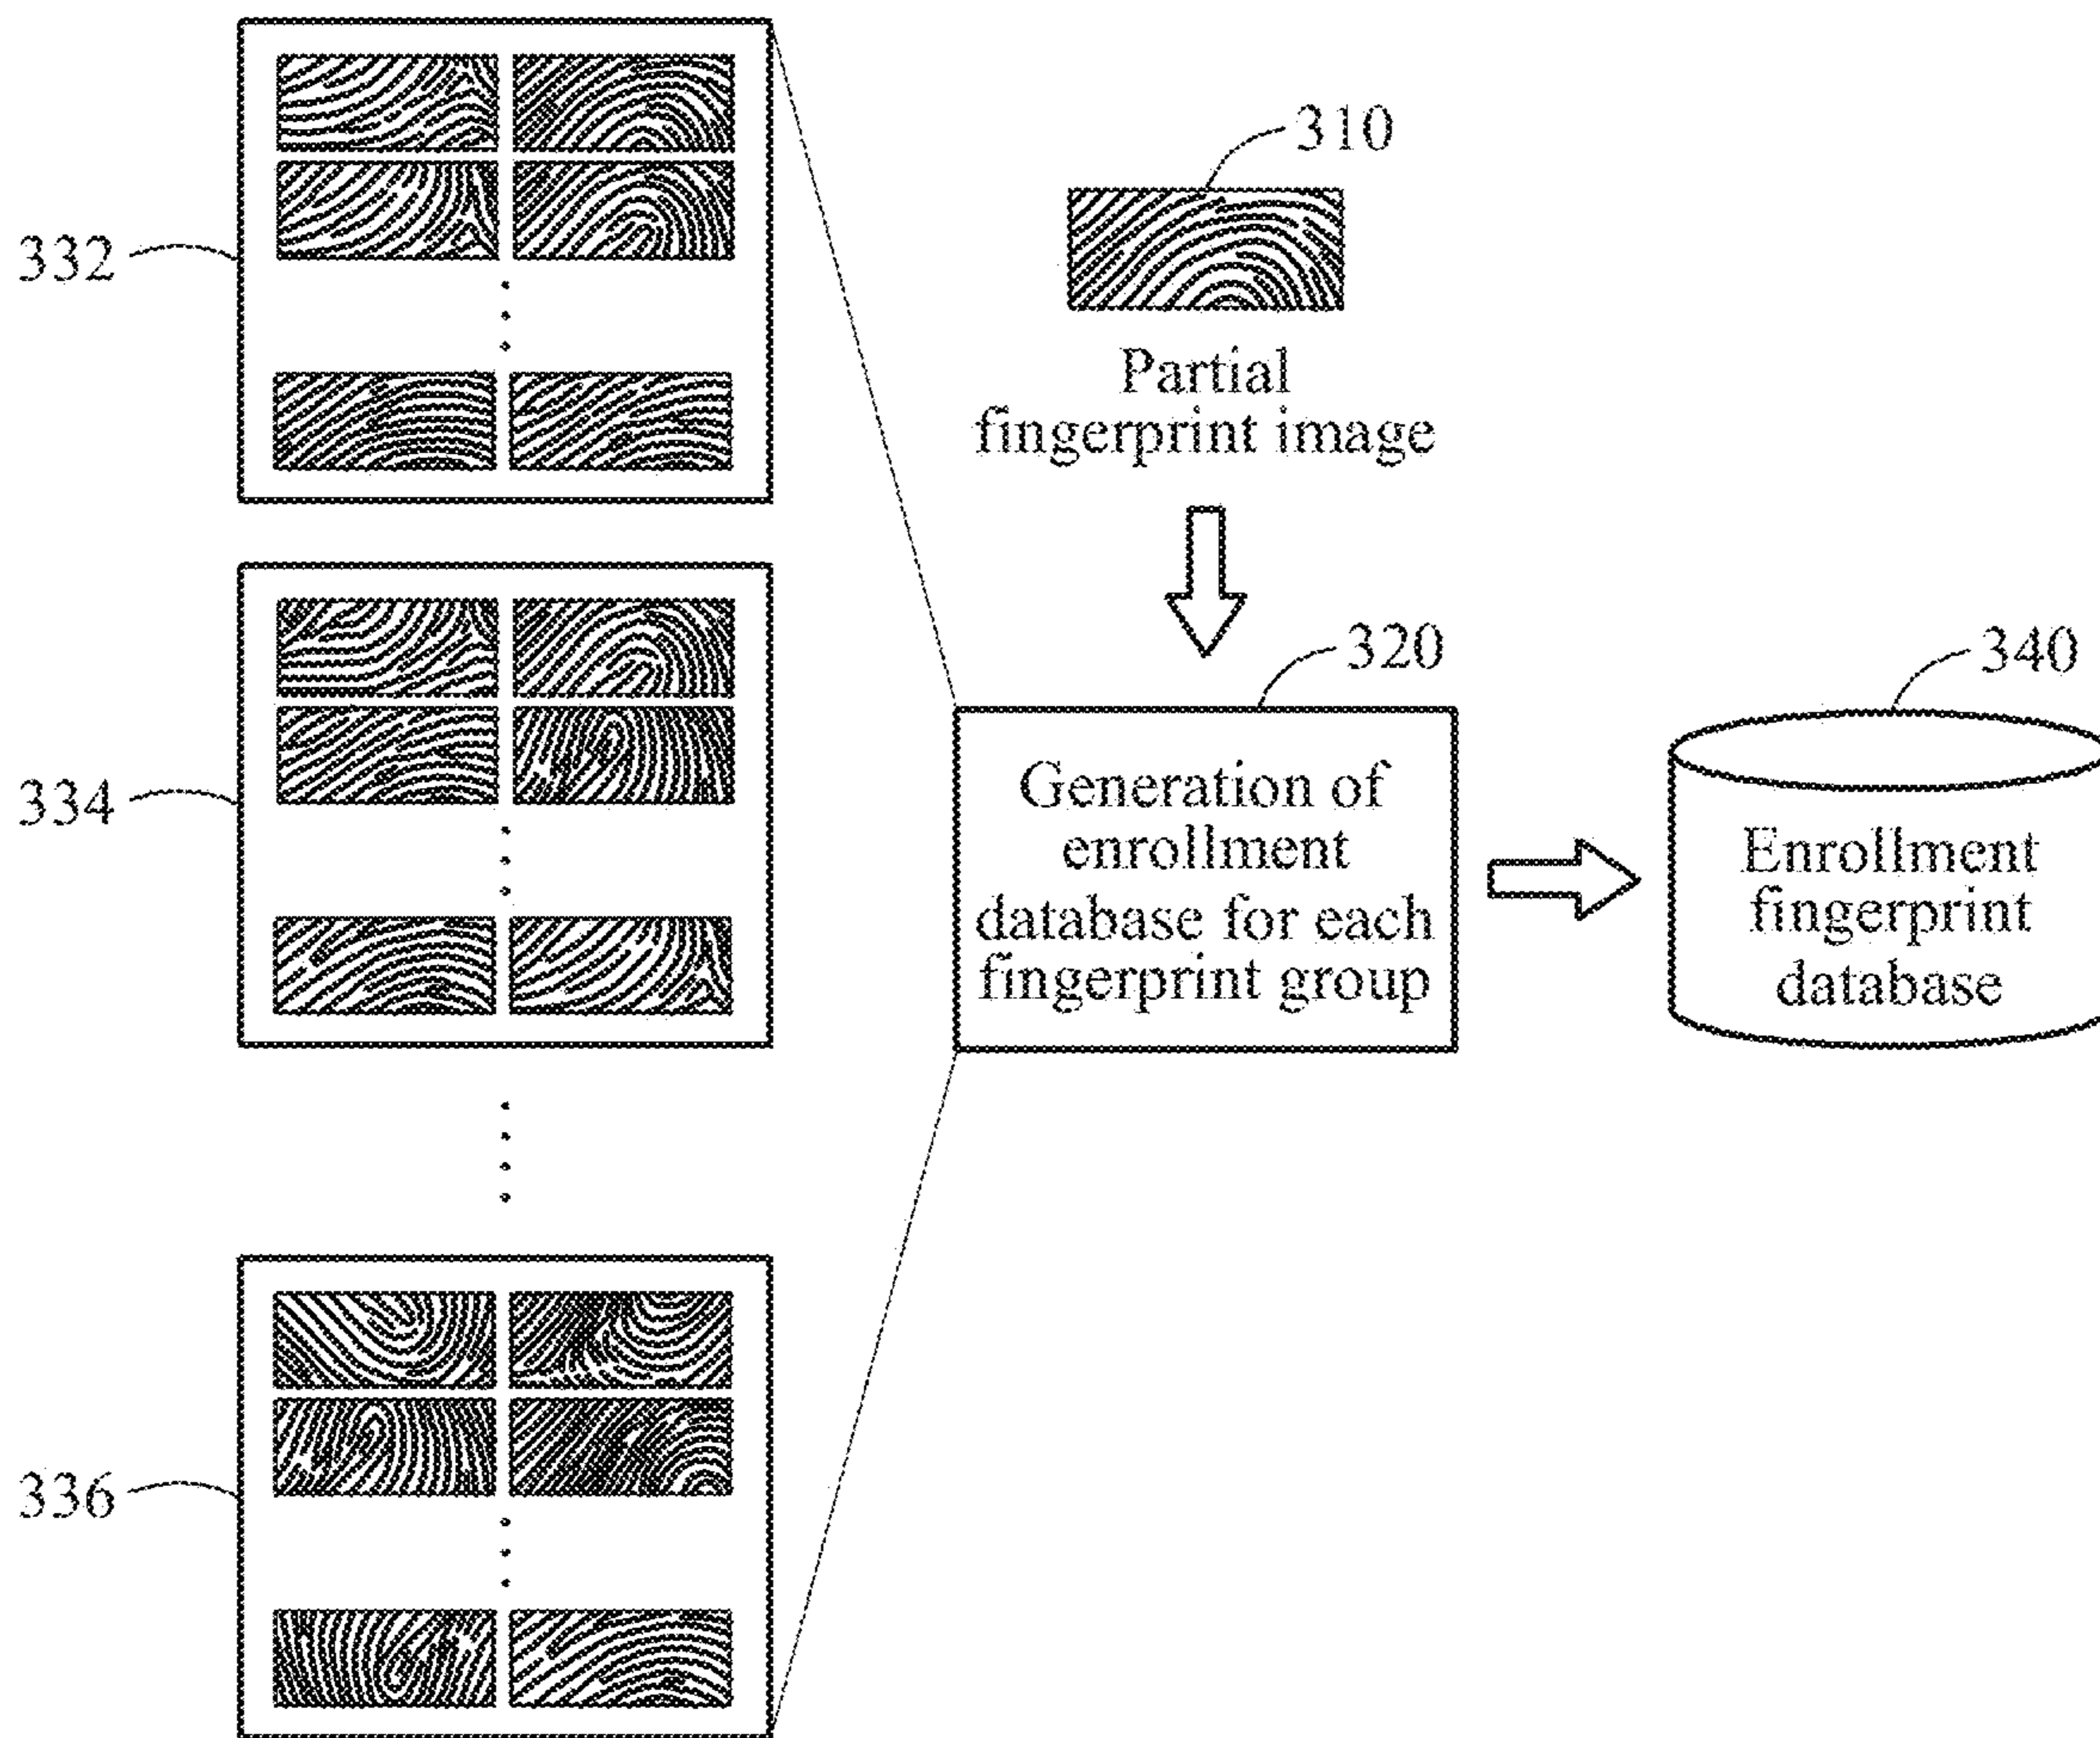 332
310
Partial
fingerprint image
334
320
Generation of
enrollment
database for each
fingerprint group
340
Enrollment
fingerprint
database
336